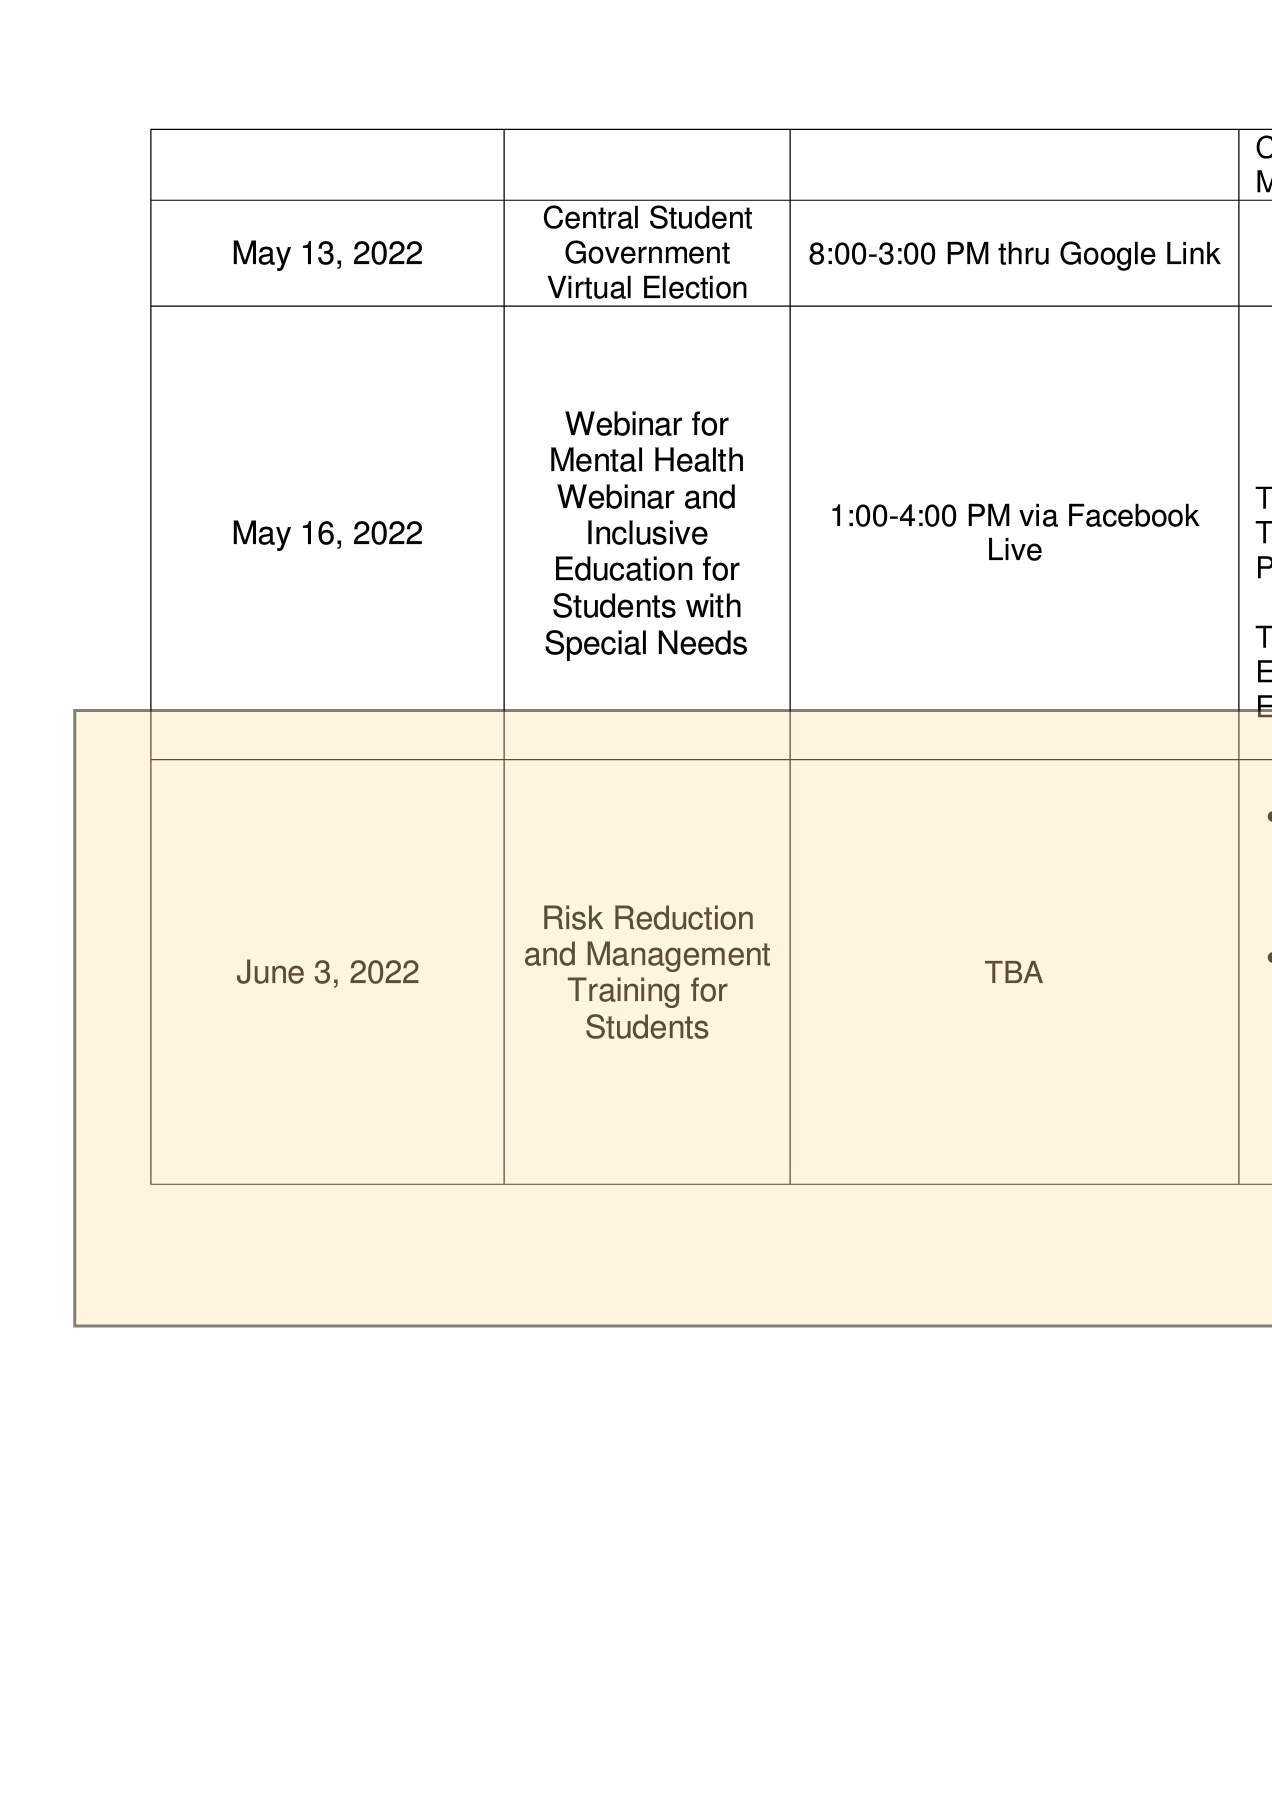 May 13, 2022
Central Student
Government
Virtual Election
8:00-3:00 PM thru Google Link
May 16, 2022
Webinar for
Mental Health
Webinar and
Inclusive
Education for
Students with
Special Needs
1:00-4:00 PM via Facebook
Live
June 3, 2022
Risk Reduction
and Management
Training for
Students
TBA